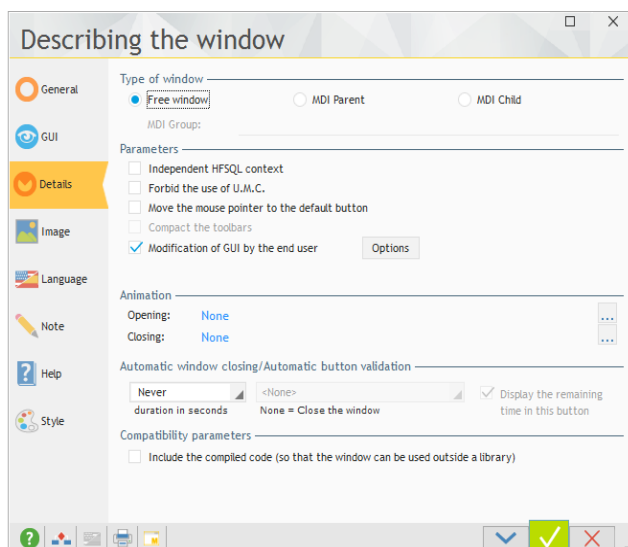 Describing the window
General
GUI
Details
Image
Language
Note
Help
Style
Type of window
Free window MDI Parent MDI Child
MDI Group:
Parameters
Independent HFSQL context
Forbid the use of U.M.C.
Move the mouse pointer to the default button
Compact the toolbars
Modification of GUI by the end user Options
Animation
Opening: None ...
Closing: None ...
Automatic window closing/Automatic button validation
Never <None> Display the remaining
time in this button
duration in seconds None = Close the window
Compatibility parameters
Include the compiled code (so that the window can be used outside a library)